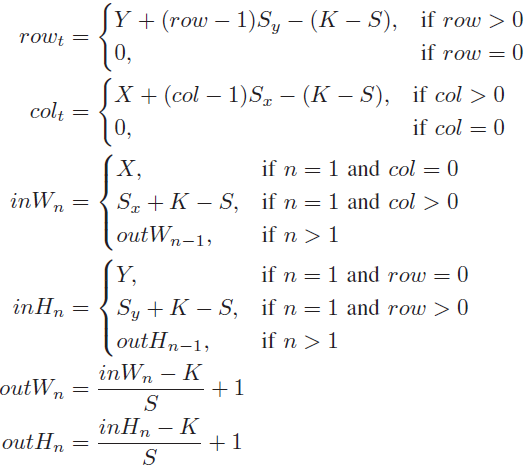 row_t = { Y + (row − 1)S_y − (K − S), if row > 0
0, if row = 0
col_t = { X + (col − 1)S_x − (K − S), if col > 0
0, if col = 0
inW_n = { X, if n = 1 and col = 0
S_x + K − S, if n = 1 and col > 0
outW_{n−1}, if n > 1
inH_n = { Y, if n = 1 and row = 0
S_y + K − S, if n = 1 and row > 0
outH_{n−1}, if n > 1
outW_n = \frac{inW_n − K}{S} + 1
outH_n = \frac{inH_n − K}{S} + 1